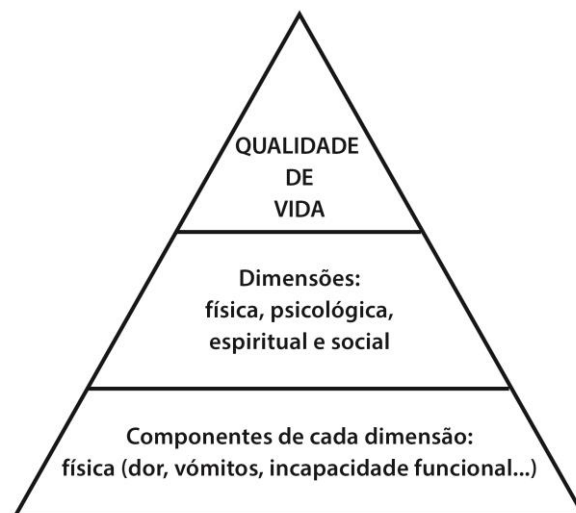 QUALIDADE
DE
VIDA
Dimensões:
física, psicológica,
espiritual e social
Componentes de cada dimensão:
física (dor, vómitos, incapacidade funcional...)